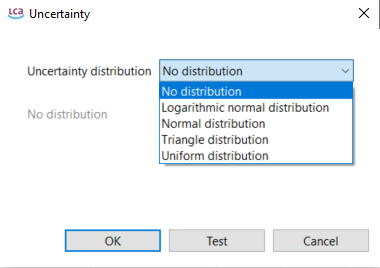 LCA Uncertainty
Uncertainty distribution No distribution
No distribution
Logarithmic normal distribution
Normal distribution
Triangle distribution
Uniform distribution
No distribution
OK Test Cancel